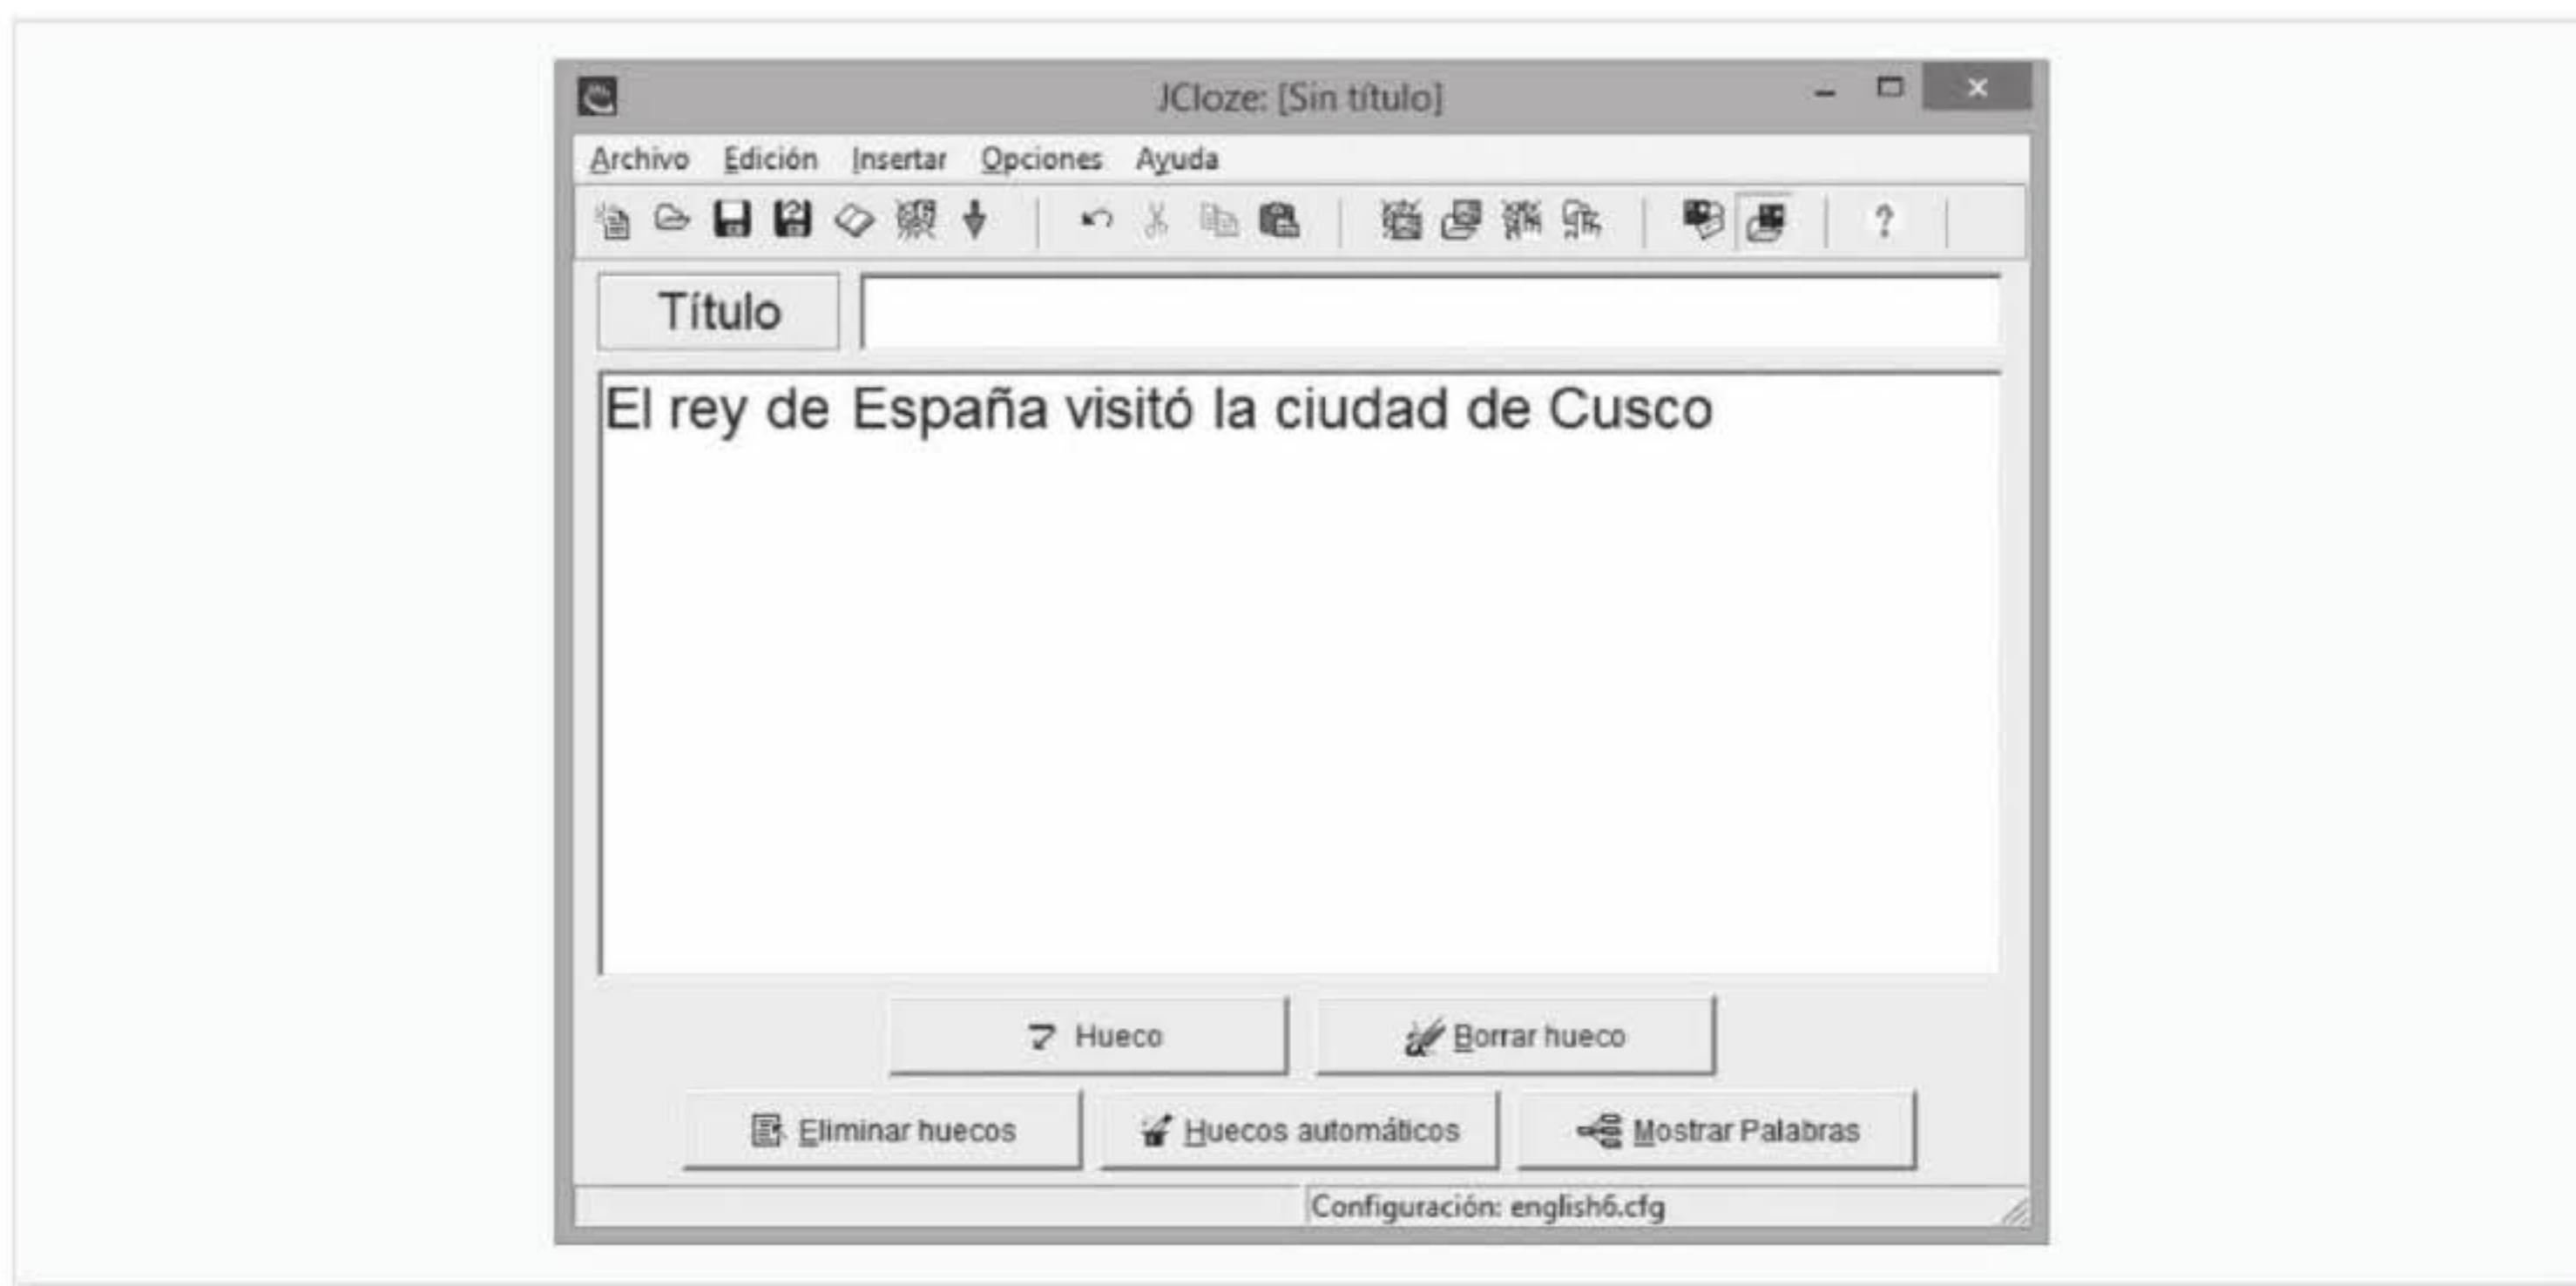 JCloze: [Sin título]
Archivo Edición Insertar Opciones Ayuda
?
Título
El rey de España visitó la ciudad de Cusco
Hueco Borrar hueco
Eliminar huecos Huecos automáticos Mostrar Palabras
Configuración: english6.cfg